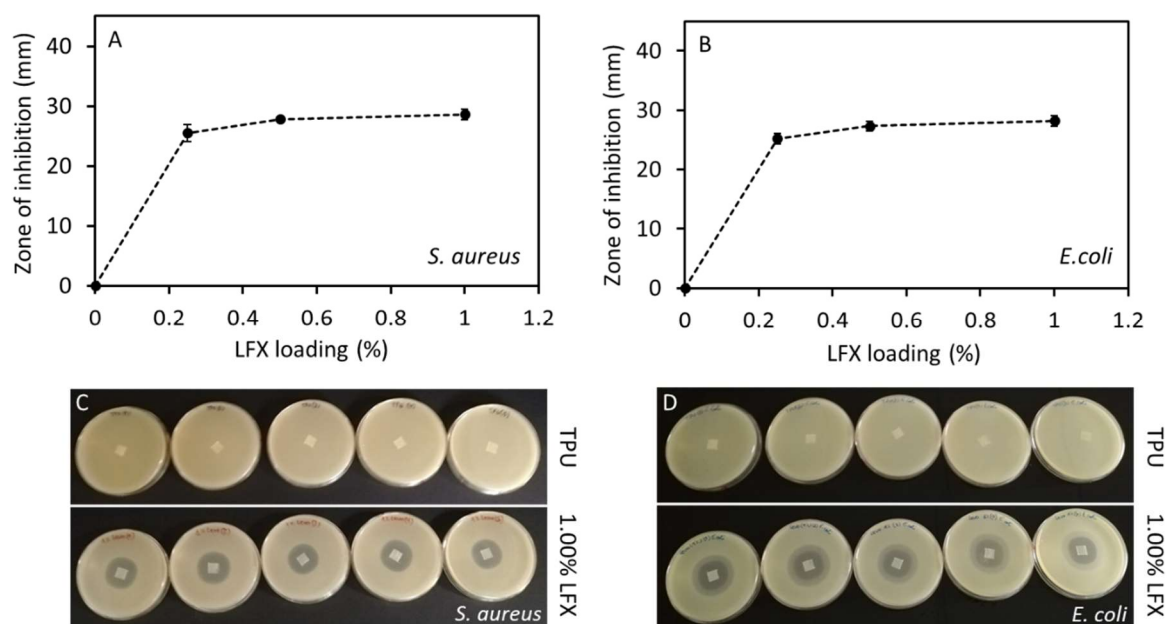 A
Zone of inhibition (mm)
40
30
20
10
0
0 0.2 0.4 0.6 0.8 1 1.2
LFX loading (%)
S. aureus
B
Zone of inhibition (mm)
40
30
20
10
0
0 0.2 0.4 0.6 0.8 1 1.2
LFX loading (%)
E.coli
C
TPU
1.00% LFX
S. aureus
D
TPU
1.00% LFX
E. coli